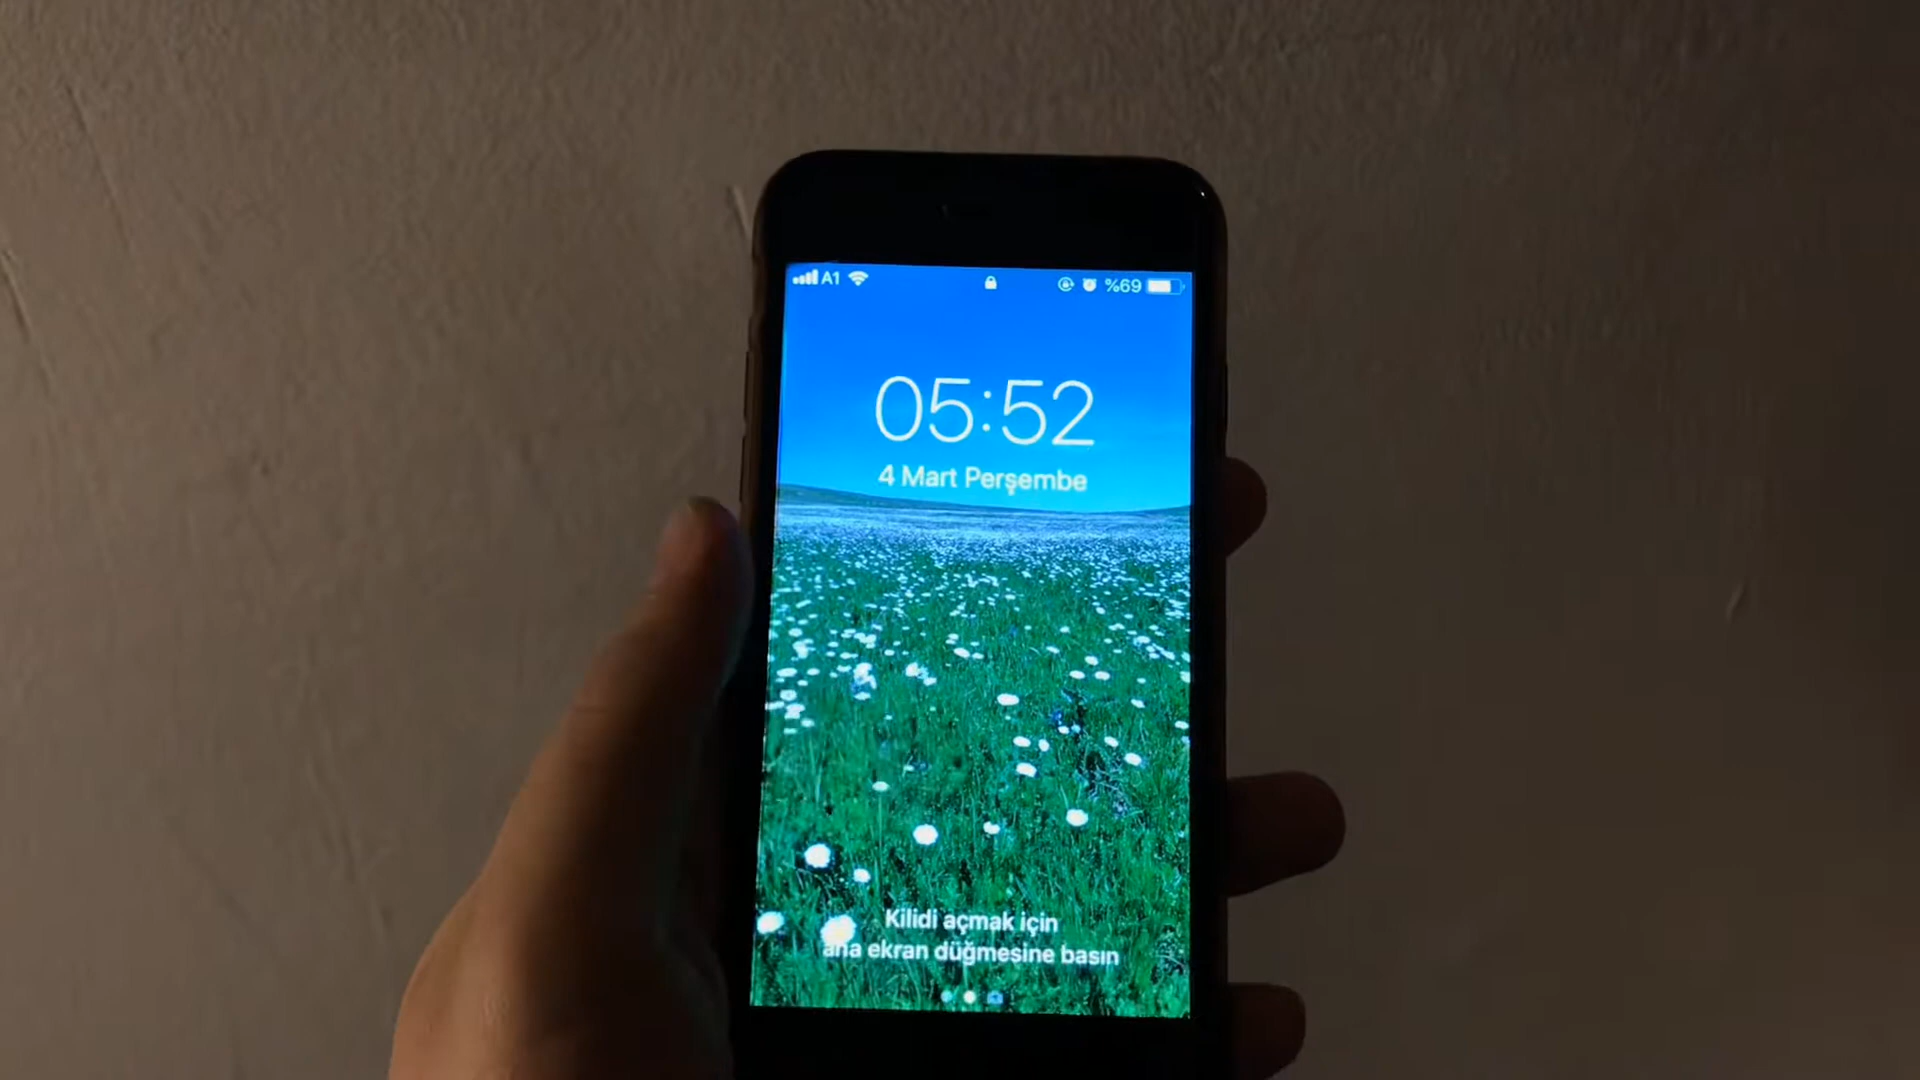 A1 %69
05:52
4 Mart Perşembe
Kilidi açmak için
ana ekran düğmesine basın